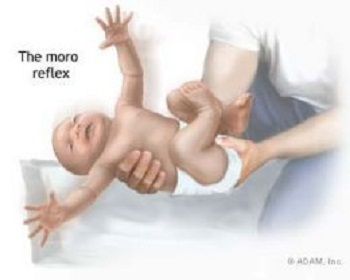 The moro
reflex
© ADAM, Inc.